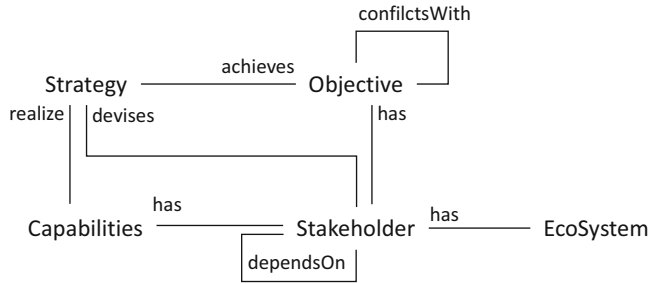 confilctsWith
achieves
Strategy
Objective
realize
devises
has
has
has
Capabilities
Stakeholder
EcoSystem
dependsOn